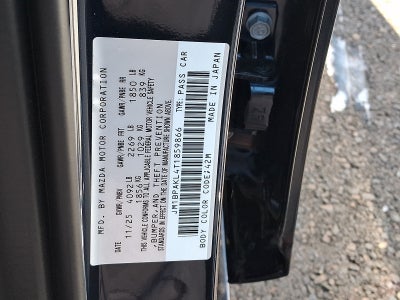 MFD. BY MAZDA MOTOR CORPORATION
11/25
GVWR/PNBV
4092 LB
1856 KG
GAWR/PNBE FRT
2269 LB
1029 KG
GAWR/PNBE RR
1850 LB
839 KG
THIS VEHICLE CONFORMS TO ALL APPLICABLE FEDERAL MOTOR VEHICLE SAFETY
, BUMPER, AND THEFT PREVENTION
STANDARDS IN EFFECT ON THE DATE OF MANUFACTURE SHOWN ABOVE.
JM1BPAKL4T1859866
TYPE: PASS CAR
BODY COLOR CODE: 42M
MADE IN JAPAN